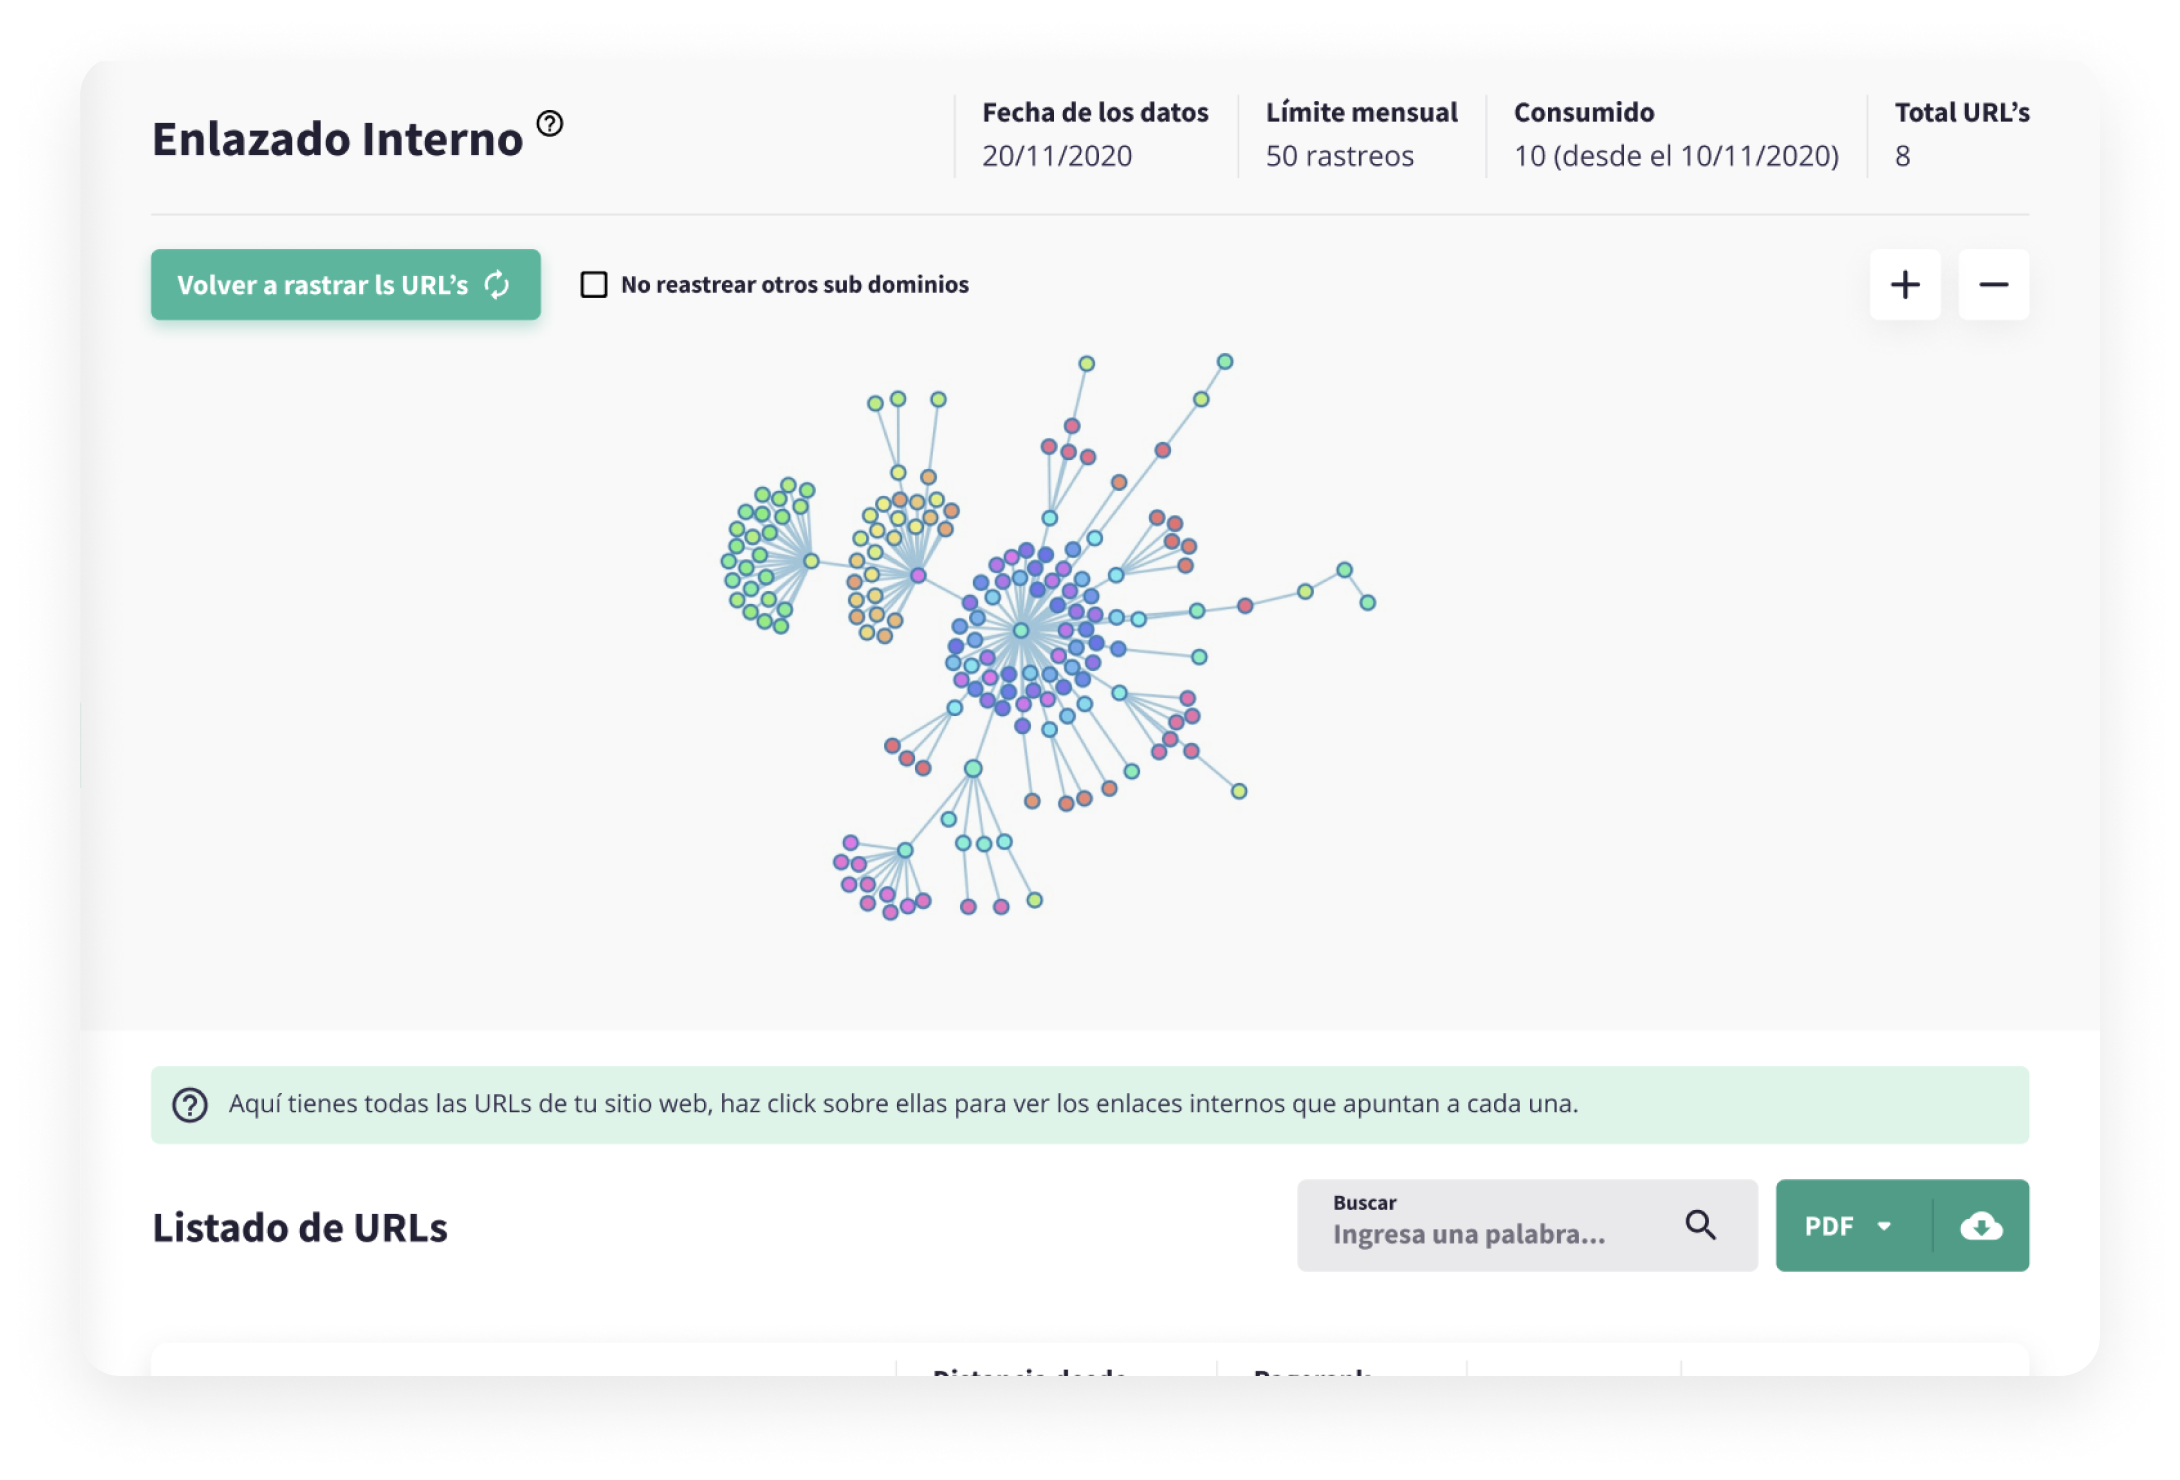 Enlazado Interno
Fecha de los datos
20/11/2020
Límite mensual
50 rastreos
Consumido
10 (desde el 10/11/2020)
Total URL’s
8
Volver a rastrar ls URL’s
No reastrear otros sub dominios
Aquí tienes todas las URLs de tu sitio web, haz click sobre ellas para ver los enlaces internos que apuntan a cada una.
Listado de URLs
Buscar
Ingresa una palabra...
PDF
Distancia desde
Pagerank